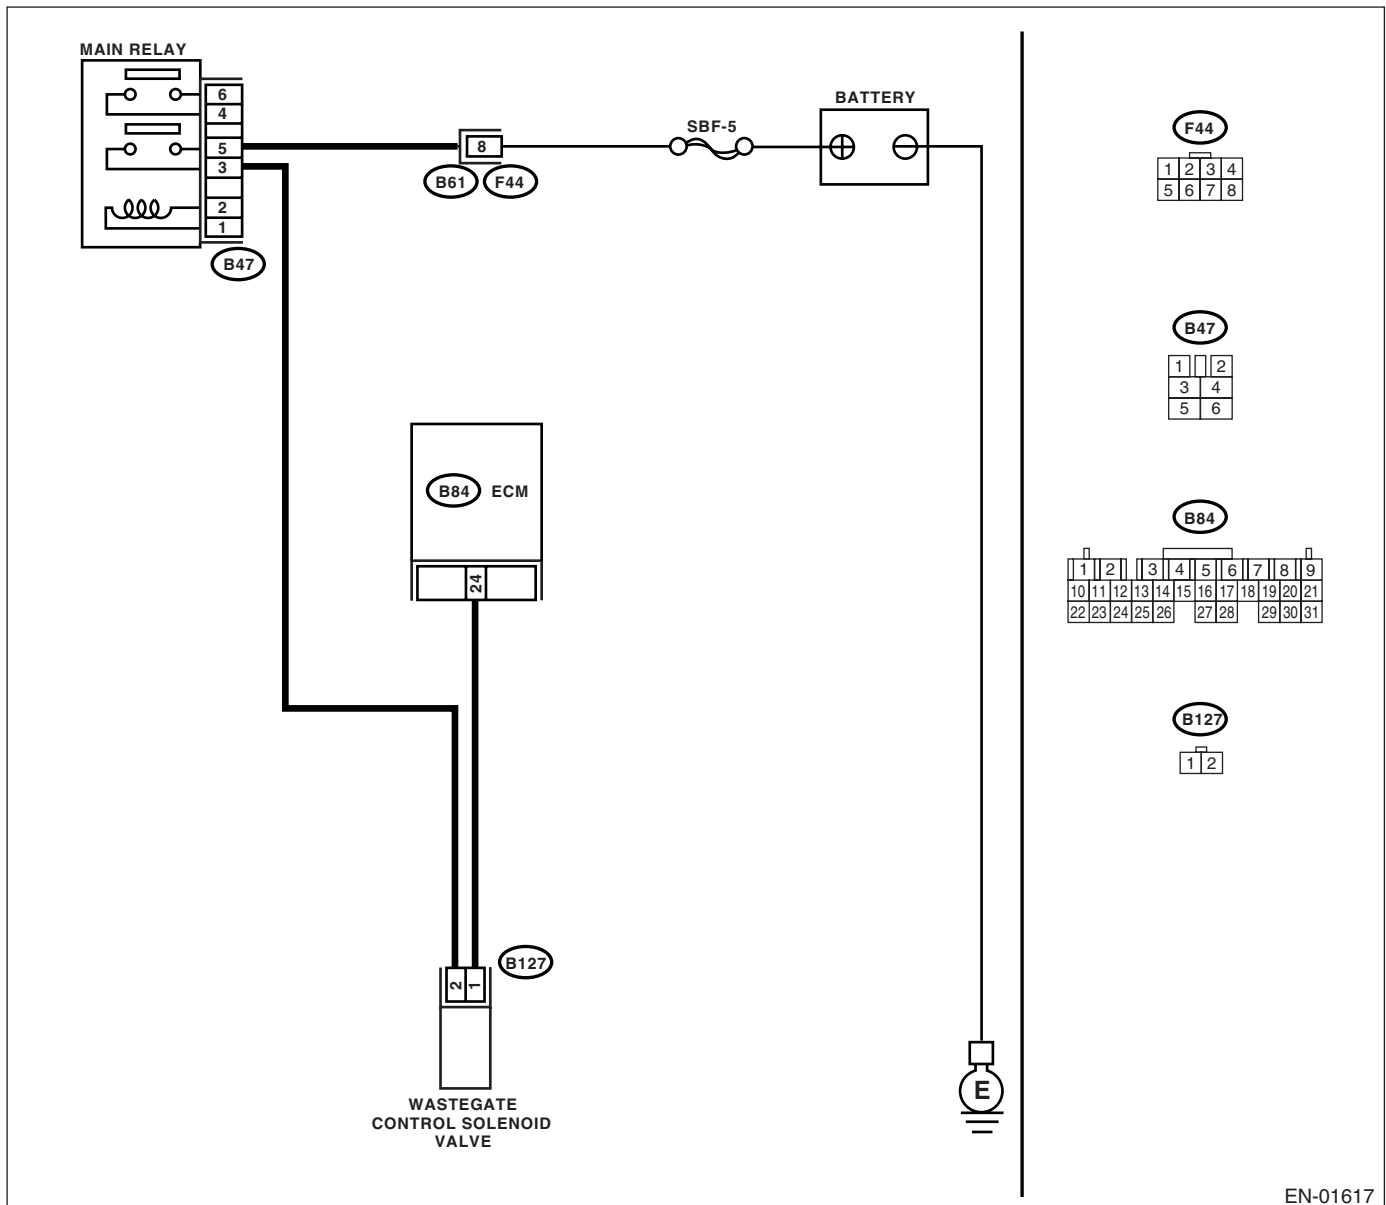 MAIN RELAY
6
4
5
3
2
1
B47
8
B61
F44
SBF-5
BATTERY
B84
ECM
24
B127
2
1
WASTEGATE
CONTROL SOLENOID
VALVE
E
F44
1 2 3 4
5 6 7 8
B47
1 2
3 4
5 6
B84
1 2 3 4 5 6 7 8 9
10 11 12 13 14 15 16 17 18 19 20 21
22 23 24 25 26 27 28 29 30 31
B127
1 2
EN-01617